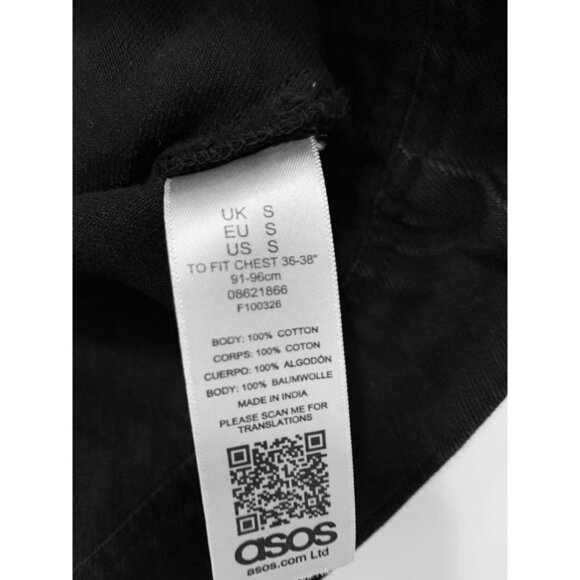 UK S
EU S
US S
TO FIT CHEST 36-38"
91-96cm
08621866
F100326
BODY: 100% COTTON
CORPS: 100% COTON
CUERPO: 100% ALGODÓN
BODY: 100% BAUMWOLLE
MADE IN INDIA
PLEASE SCAN ME FOR
TRANSLATIONS
asos
asos.com Ltd